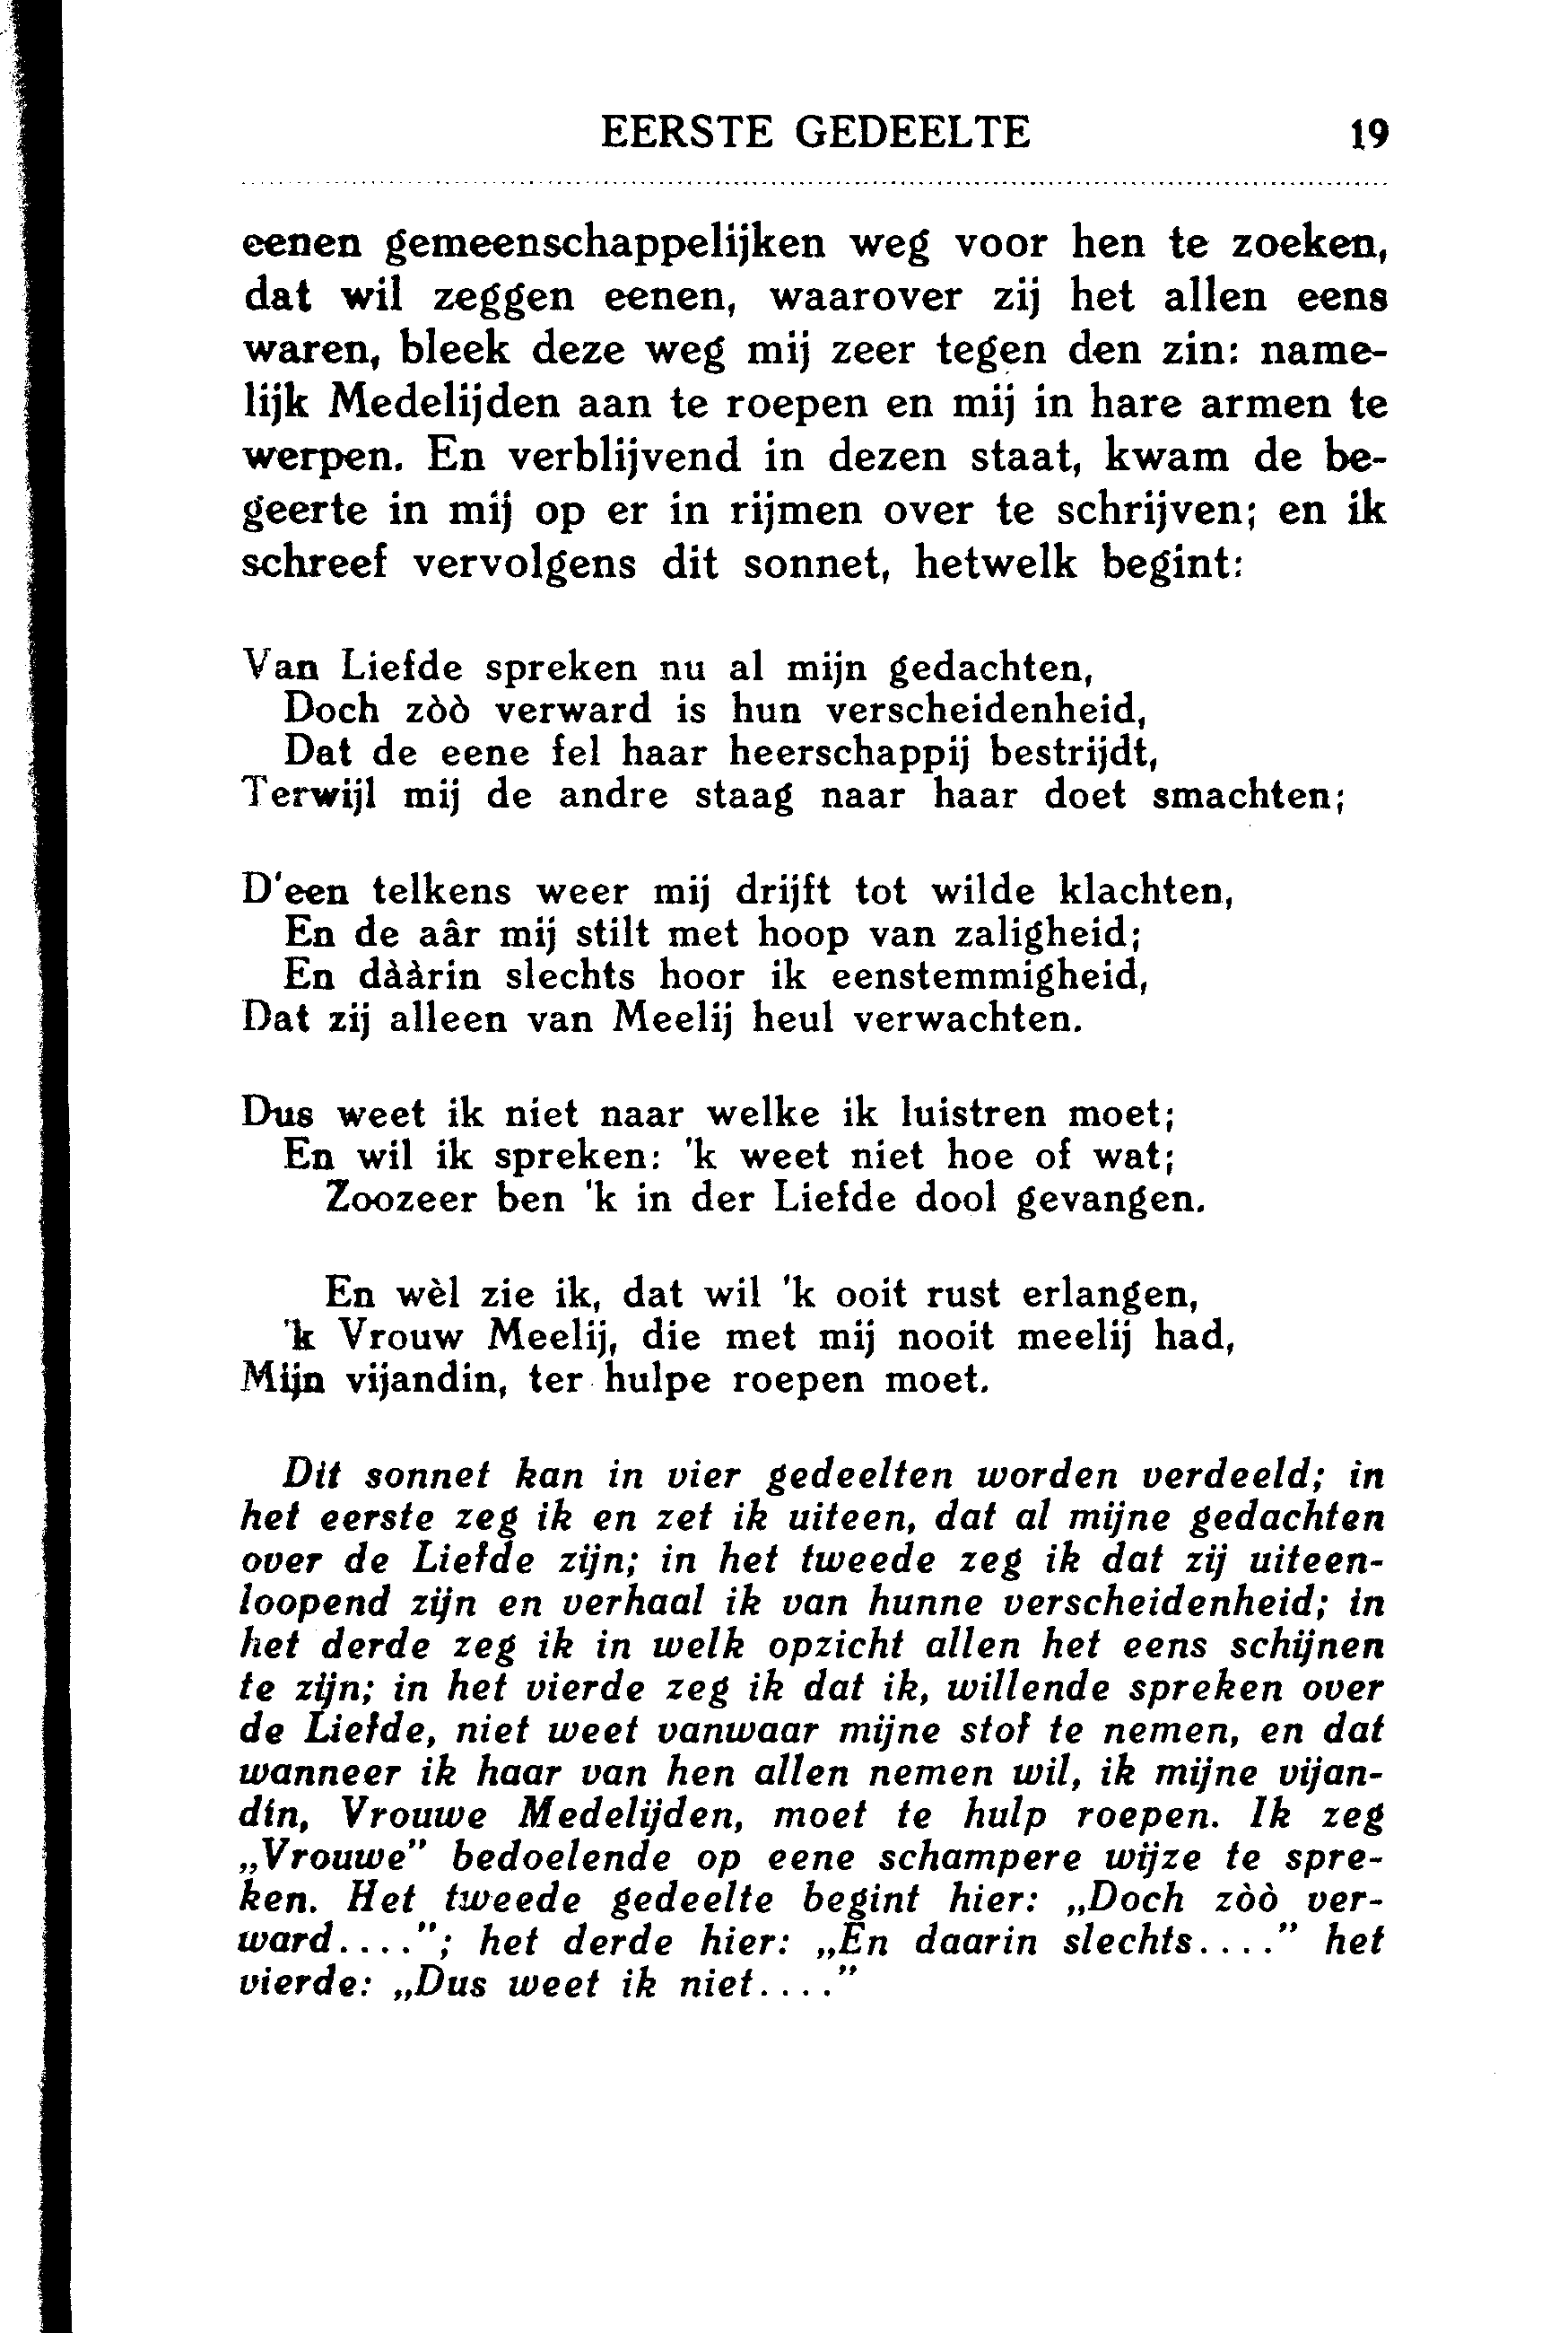 EERSTE GEDEELTE 19
eenen gemeenschappelijken weg voor hen te zoeken,
dat wil zeggen eenen, waarover zij het allen eens
waren, bleek deze weg mij zeer tegen den zin: name-
lijk Medelijden aan te roepen en mij in hare armen te
werpen. En verblijvend in dezen staat, kwam de be-
geerte in mij op er in rijmen over te schrijven; en ik
schreef vervolgens dit sonnet, hetwelk begint:
Van Liefde spreken nu al mijn gedachten,
Doch zòò verward is hun verscheidenheid,
Dat de eene fel haar heerschappij bestrijdt,
Terwijl mij de andre staag naar haar doet smachten;
D'een telkens weer mij drijft tot wilde klachten,
En de aâr mij stilt met hoop van zaligheid;
En dààrin slechts hoor ik eenstemmigheid,
Dat zij alleen van Meelij heul verwachten.
Dus weet ik niet naar welke ik luistren moet;
En wil ik spreken: 'k weet niet hoe of wat;
Zoozeer ben 'k in der Liefde dool gevangen.
En wèl zie ik, dat wil 'k ooit rust erlangen,
'k Vrouw Meelij, die met mij nooit meelij had,
Mijn vijandin, ter hulpe roepen moet.
Dit sonnet kan in vier gedeelten worden verdeeld; in
het eerste zeg ik en zet ik uiteen, dat al mijne gedachten
over de Liefde zijn; in het tweede zeg ik dat zij uiteen-
loopend zijn en verhaal ik van hunne verscheidenheid; in
het derde zeg ik in welk opzicht allen het eens schijnen
te zijn; in het vierde zeg ik dat ik, willende spreken over
de Liefde, niet weet vanwaar mijne stof te nemen, en dat
wanneer ik haar van hen allen nemen wil, ik mijne vijan-
din, Vrouwe Medelijden, moet te hulp roepen. Ik zeg
„Vrouwe” bedoelende op eene schampere wijze te spre-
ken. Het tweede gedeelte begint hier: „Doch zòò ver-
ward....”; het derde hier: „En daarin slechts....” het
vierde: „Dus weet ik niet....”